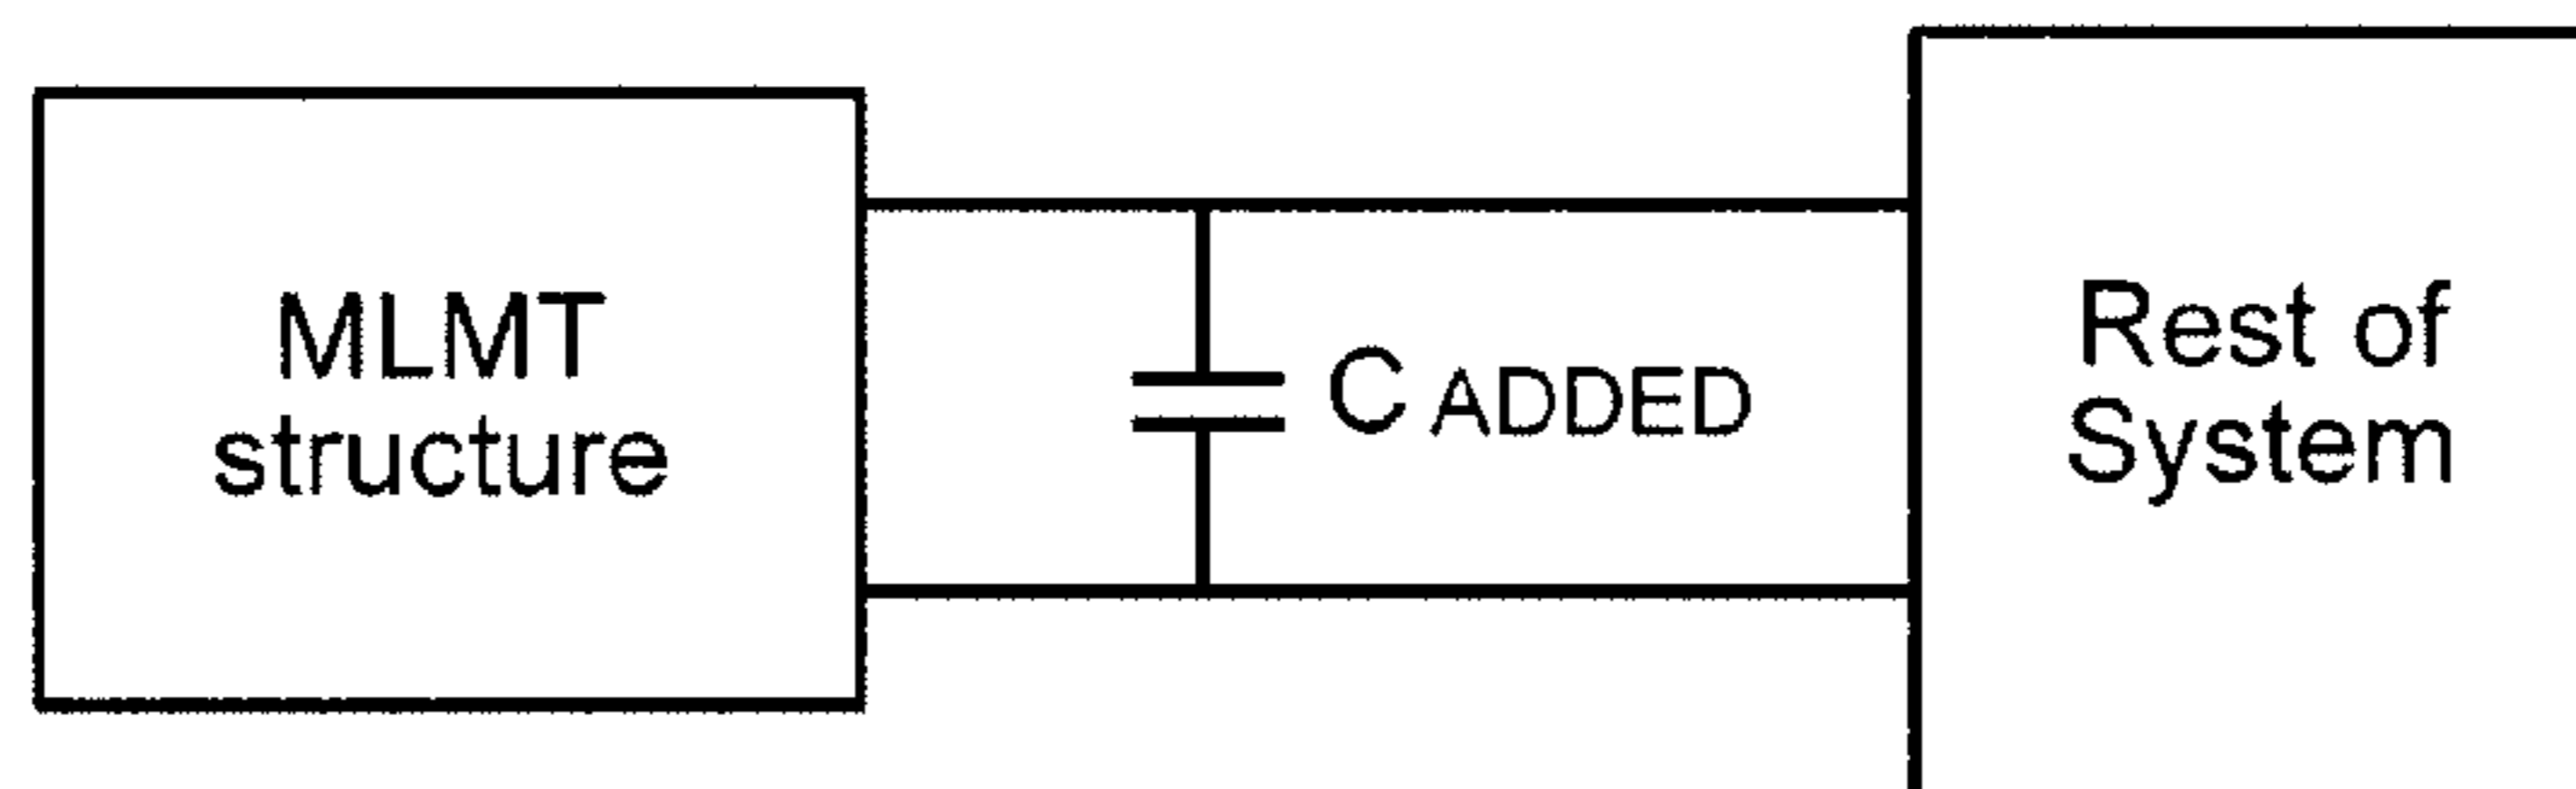 MLMT
structure
C ADDED
Rest of
System